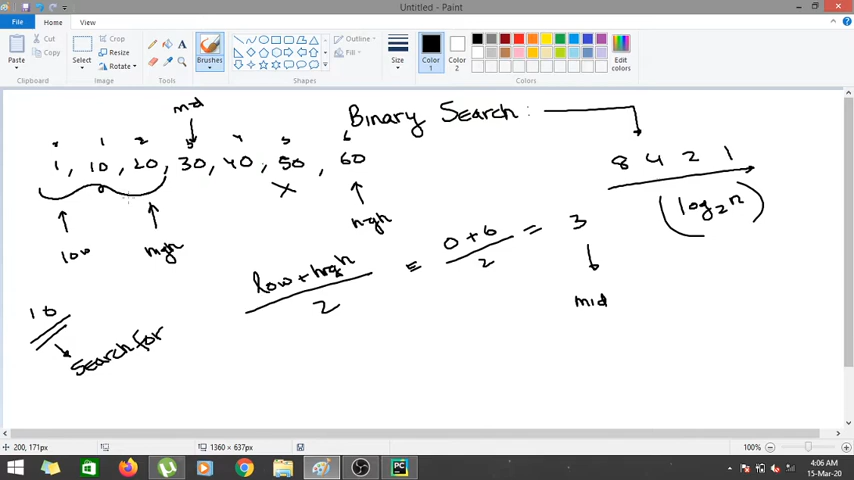 Untitled - Paint
File
Home
View
Paste
Cut
Copy
Clipboard
Select
Crop
Resize
Rotate
Image
Tools
Brushes
Shapes
Outline
Fill
Size
Color 1
Color 2
Colors
Edit colors
mid
Binary Search :
1 2 3 4 5 6
1, 10, 20, 30, 40, 50, 60
8 4 2 1
(log2n)
low
high
high
low+high / 2 = 0+6 / 2 = 3
mid
10
Search for
200, 171px
1360 × 637px
100%
4:06 AM
15-Mar-20